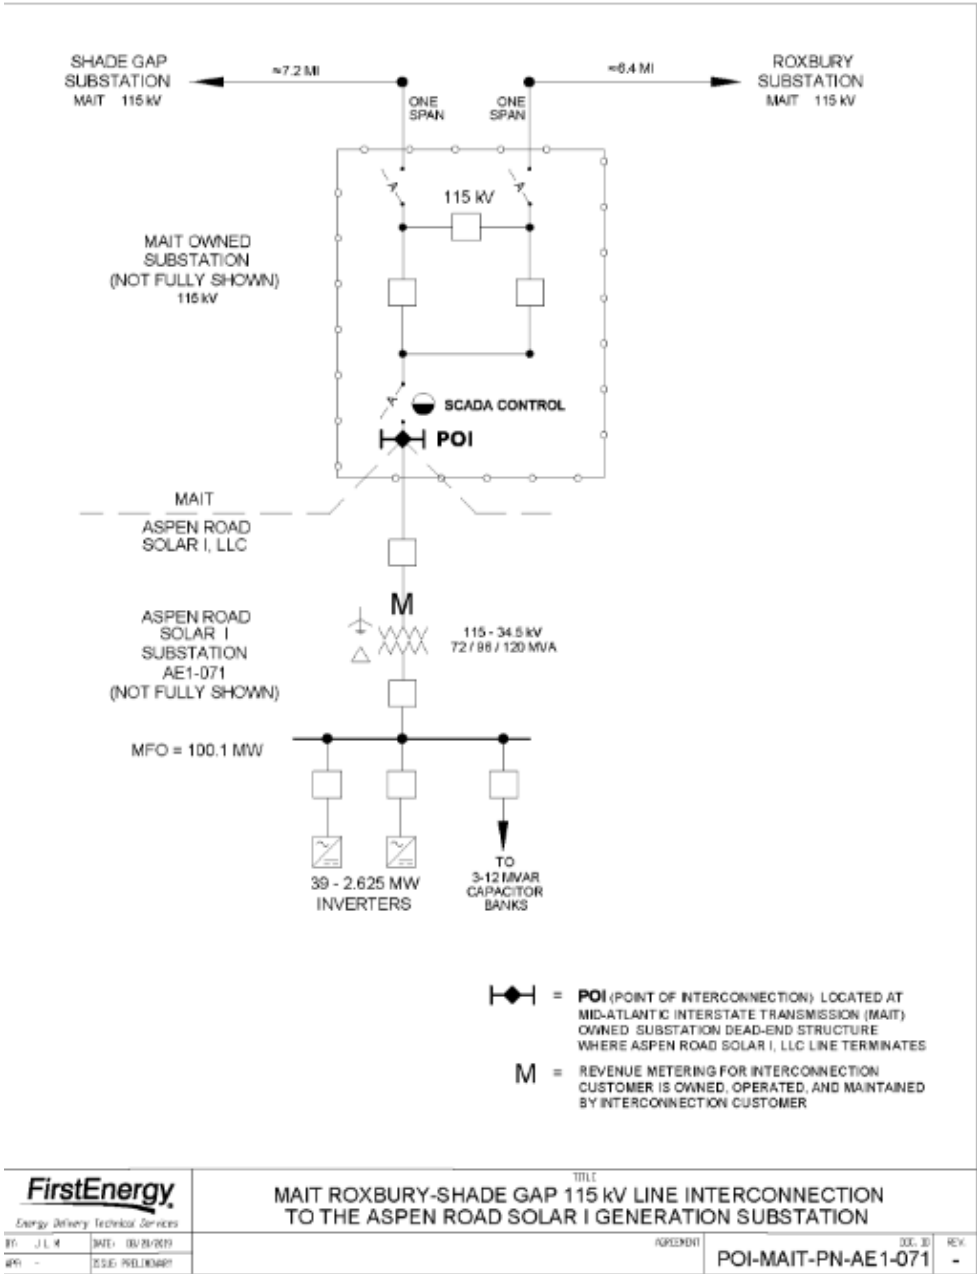 SHADE GAP
SUBSTATION
MAIT 115 kV
≈7.2 MI
≈6.4 MI
ROXBURY
SUBSTATION
MAIT 115 kV
ONE
SPAN
ONE
SPAN
A
A
115 kV
MAIT OWNED
SUBSTATION
(NOT FULLY SHOWN)
115 kV
A
SCADA CONTROL
POI
MAIT
ASPEN ROAD
SOLAR I, LLC
M
ASPEN ROAD
SOLAR I
SUBSTATION
AE1-071
(NOT FULLY SHOWN)
115 - 34.5 kV
72 / 96 / 120 MVA
MFO = 100.1 MW
39 - 2.625 MW
INVERTERS
TO
3-12 MVAR
CAPACITOR
BANKS
= POI (POINT OF INTERCONNECTION) LOCATED AT
MID-ATLANTIC INTERSTATE TRANSMISSION (MAIT)
OWNED SUBSTATION DEAD-END STRUCTURE
WHERE ASPEN ROAD SOLAR I, LLC LINE TERMINATES
M = REVENUE METERING FOR INTERCONNECTION
CUSTOMER IS OWNED, OPERATED, AND MAINTAINED
BY INTERCONNECTION CUSTOMER
FirstEnergy
Energy Delivery Technical Services
TITLE
MAIT ROXBURY-SHADE GAP 115 kV LINE INTERCONNECTION
TO THE ASPEN ROAD SOLAR I GENERATION SUBSTATION
BY: J L M
DATE:
APP: -
ISSUE: PRELIMINARY
AGREEMENT
DOC. ID
POI-MAIT-PN-AE1-071
REV.
-